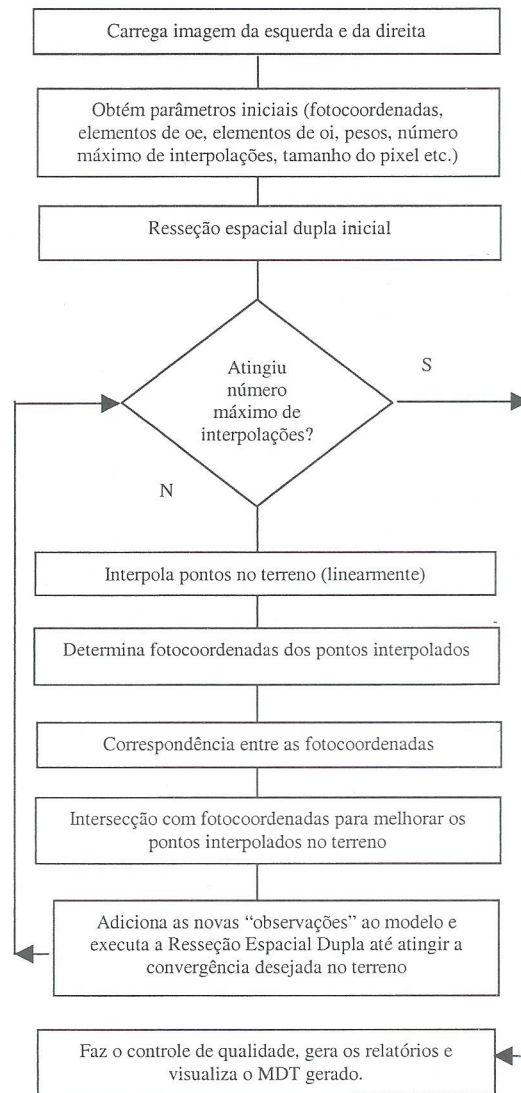 Carrega imagem da esquerda e da direita
Obtém parâmetros iniciais (fotocoordenadas,
elementos de oe, elementos de oi, pesos, número
máximo de interpolações, tamanho do pixel etc.)
Resseção espacial dupla inicial
Atingiu
número
máximo de
interpolações?
S
N
Interpola pontos no terreno (linearmente)
Determina fotocoordenadas dos pontos interpolados
Correspondência entre as fotocoordenadas
Intersecção com fotocoordenadas para melhorar os
pontos interpolados no terreno
Adiciona as novas “observações” ao modelo e
executa a Resseção Espacial Dupla até atingir a
convergência desejada no terreno
Faz o controle de qualidade, gera os relatórios e
visualiza o MDT gerado.